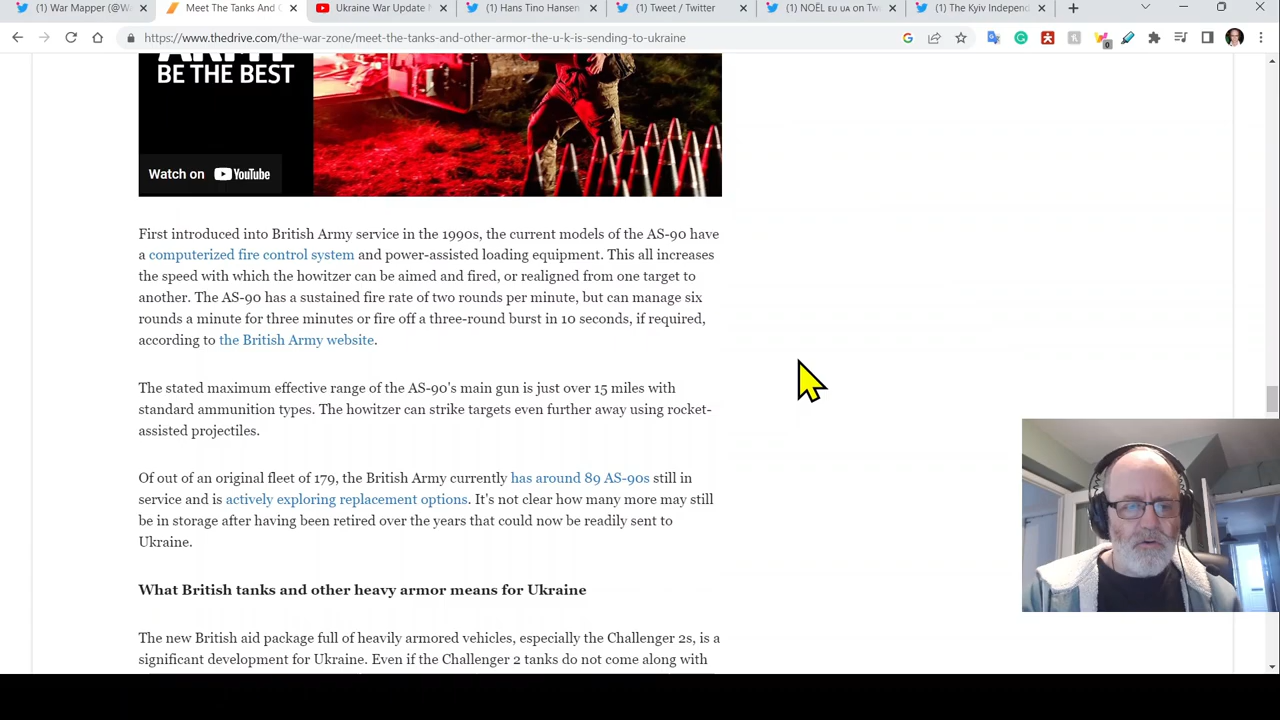 (1) War Mapper (@W
Meet The Tanks And
Ukraine War Update N
(1) Hans Tino Hansen
(1) Tweet / Twitter
(1) NOËL EU UA on Tw
(1) The Kyiv Independ
https://www.thedrive.com/the-war-zone/meet-the-tanks-and-other-armor-the-u-k-is-sending-to-ukraine
ARMY
BE THE BEST
Watch on YouTube
First introduced into British Army service in the 1990s, the current models of the AS-90 have
a computerized fire control system and power-assisted loading equipment. This all increases
the speed with which the howitzer can be aimed and fired, or realigned from one target to
another. The AS-90 has a sustained fire rate of two rounds per minute, but can manage six
rounds a minute for three minutes or fire off a three-round burst in 10 seconds, if required,
according to the British Army website.
The stated maximum effective range of the AS-90's main gun is just over 15 miles with
standard ammunition types. The howitzer can strike targets even further away using rocket-
assisted projectiles.
Of out of an original fleet of 179, the British Army currently has around 89 AS-90s still in
service and is actively exploring replacement options. It's not clear how many more may still
be in storage after having been retired over the years that could now be readily sent to
Ukraine.
What British tanks and other heavy armor means for Ukraine
The new British aid package full of heavily armored vehicles, especially the Challenger 2s, is a
significant development for Ukraine. Even if the Challenger 2 tanks do not come along with